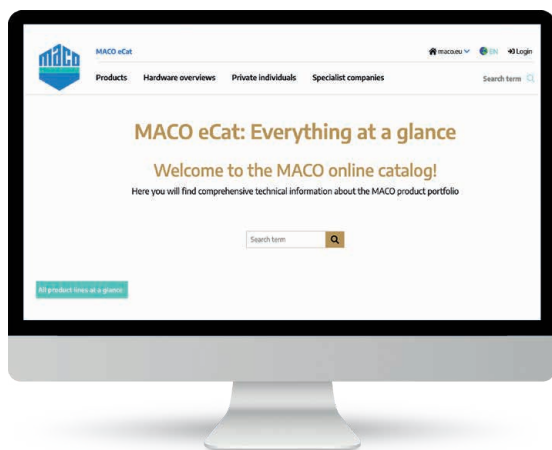 maco
MACO eCat
maco.eu
EN
Login
Products Hardware overviews Private individuals Specialist companies
Search term
MACO eCat: Everything at a glance
Welcome to the MACO online catalog!
Here you will find comprehensive technical information about the MACO product portfolio
Search term
All product lines at a glance